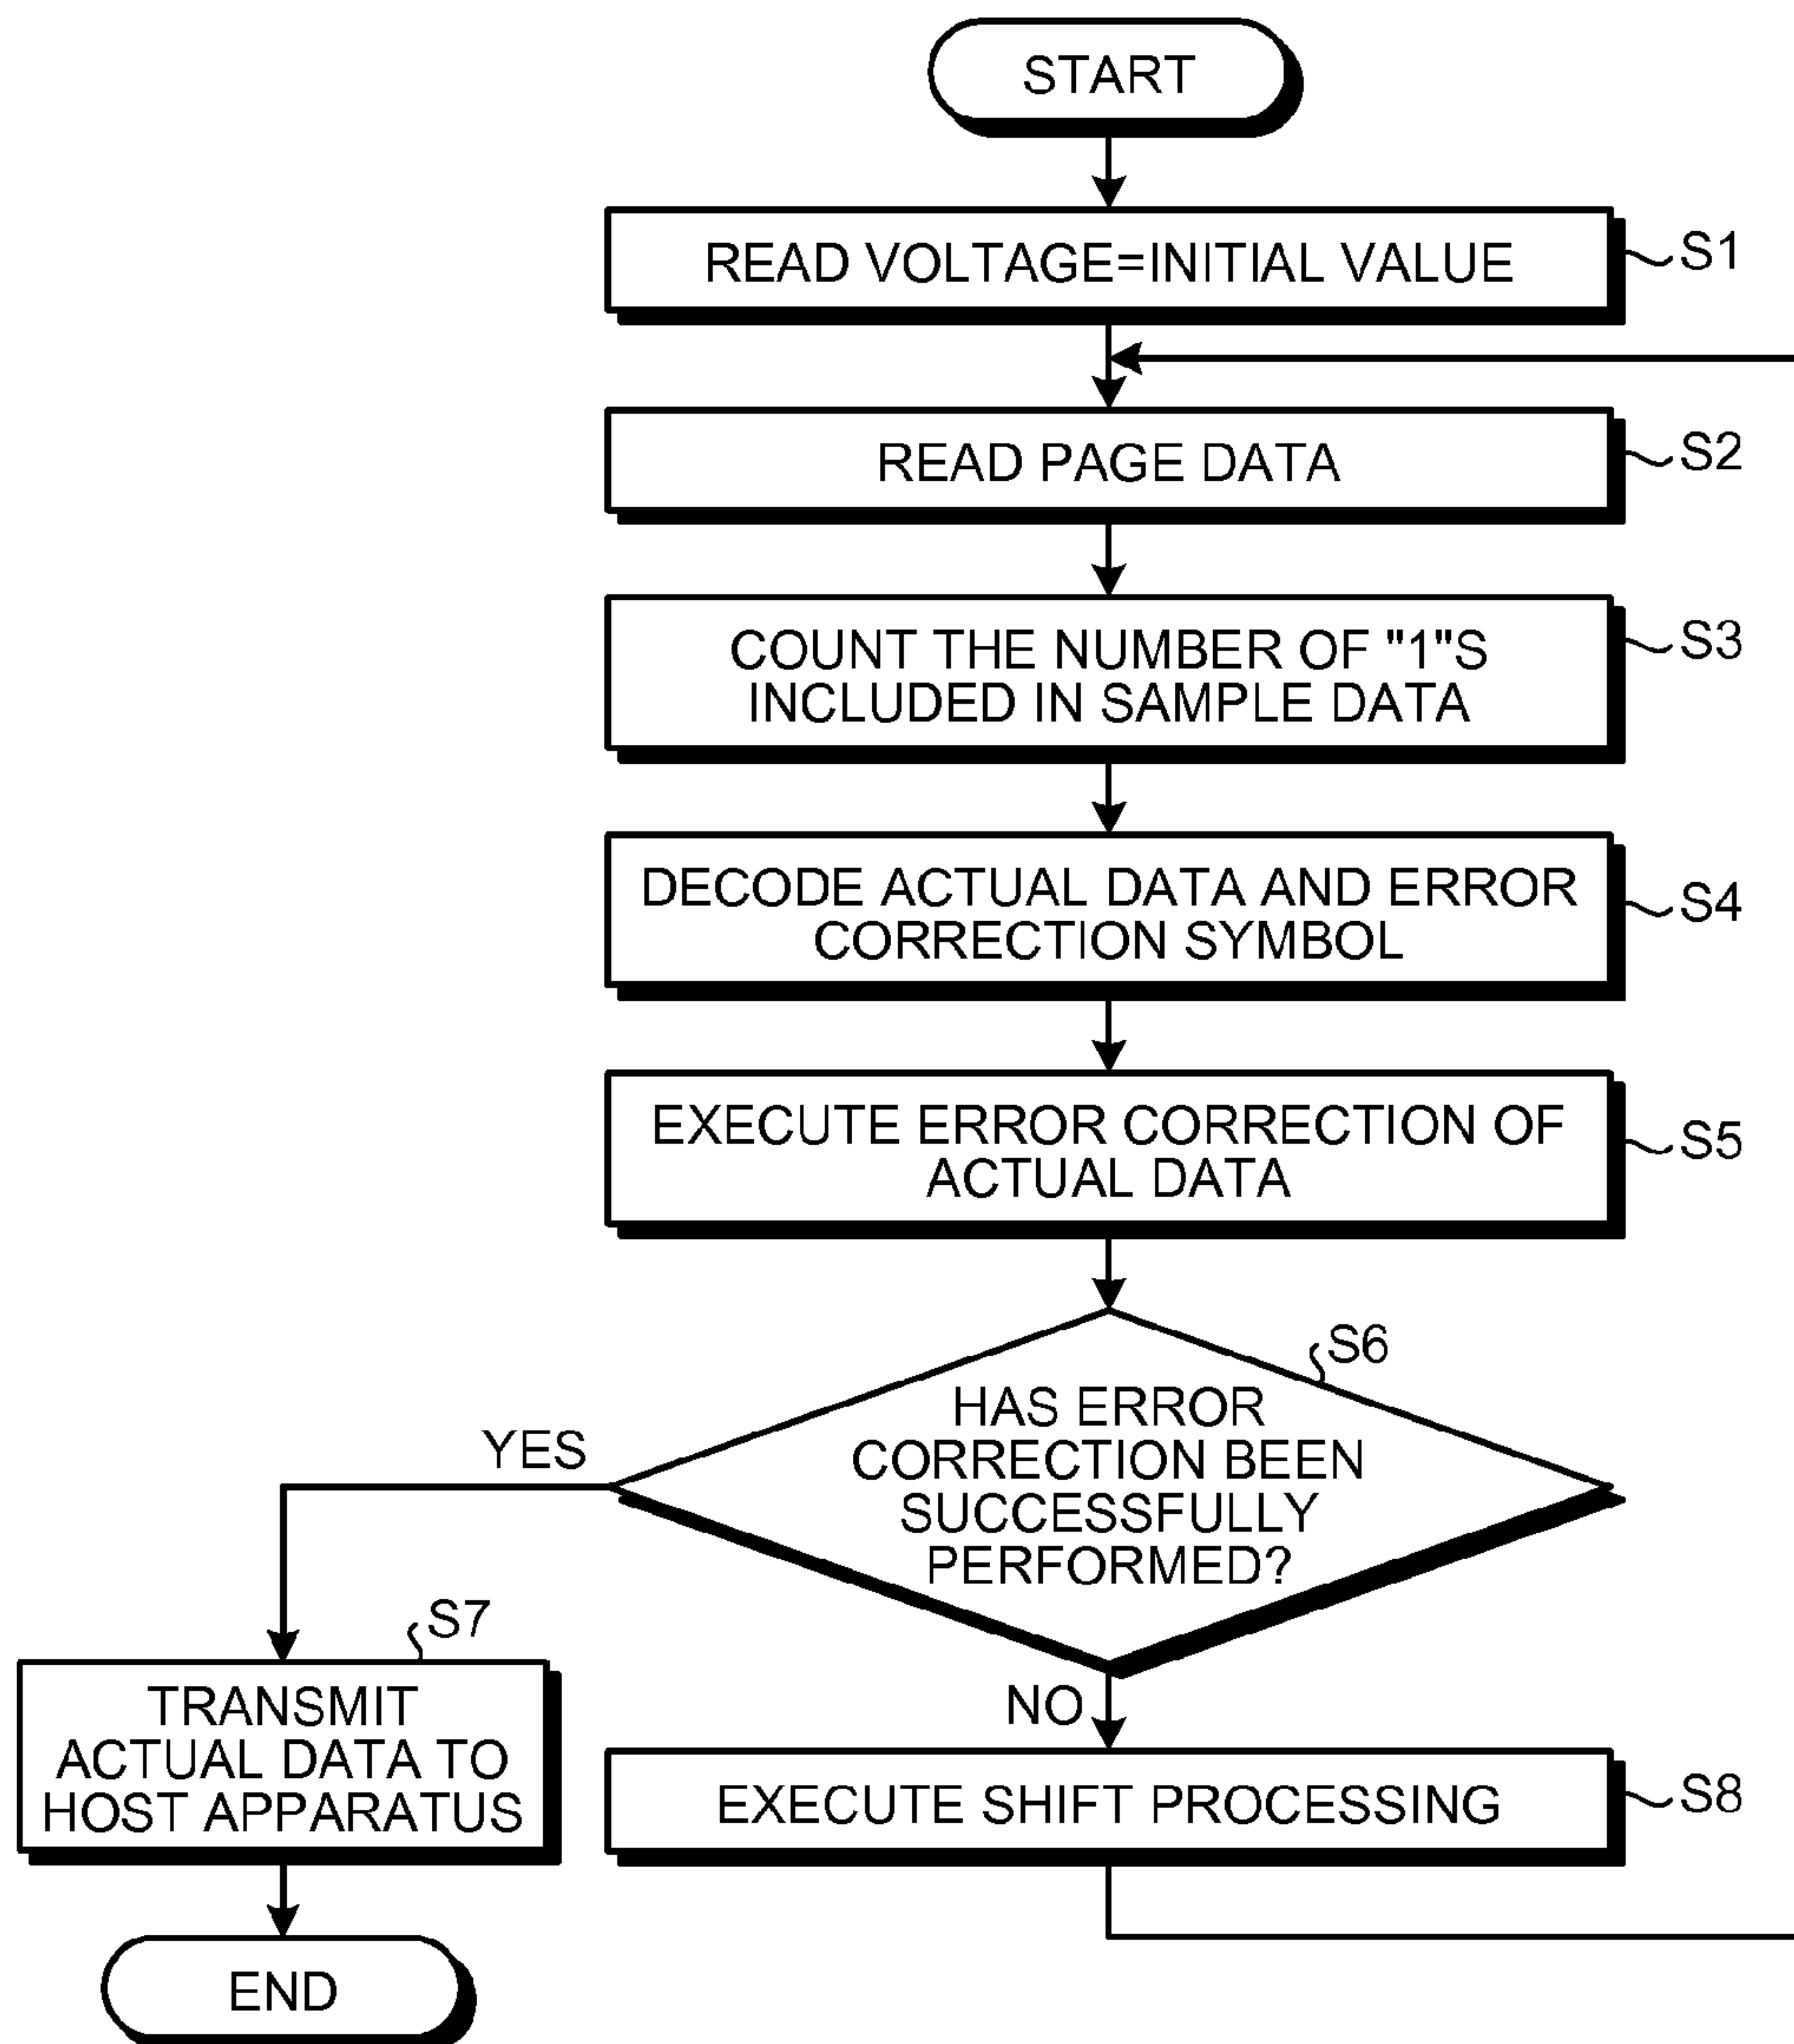 START
READ VOLTAGE=INITIAL VALUE
S1
READ PAGE DATA
S2
COUNT THE NUMBER OF "1"S
INCLUDED IN SAMPLE DATA
S3
DECODE ACTUAL DATA AND ERROR
CORRECTION SYMBOL
S4
EXECUTE ERROR CORRECTION OF
ACTUAL DATA
S5
S6
HAS ERROR
CORRECTION BEEN
SUCCESSFULLY
PERFORMED?
YES
S7
TRANSMIT
ACTUAL DATA TO
HOST APPARATUS
NO
EXECUTE SHIFT PROCESSING
S8
END